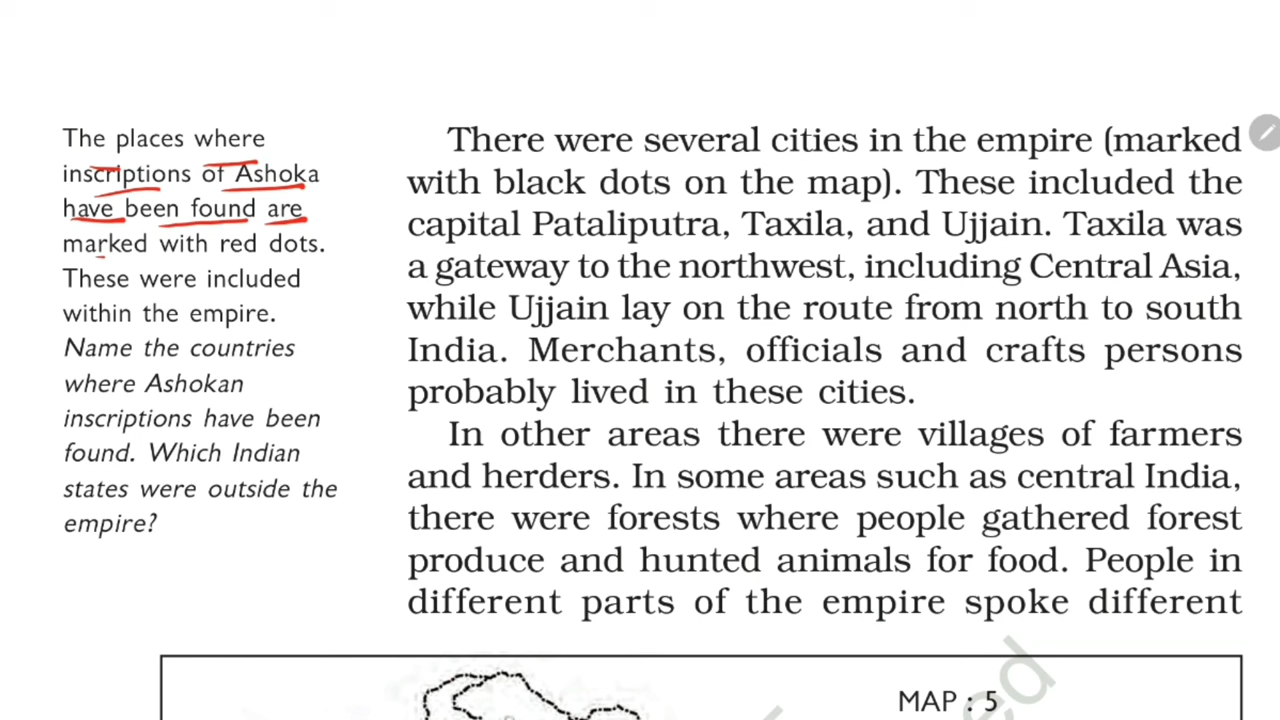 The places where
inscriptions of Ashoka
have been found are
marked with red dots.
These were included
within the empire.
Name the countries
where Ashokan
inscriptions have been
found. Which Indian
states were outside the
empire?
There were several cities in the empire (marked
with black dots on the map). These included the
capital Pataliputra, Taxila, and Ujjain. Taxila was
a gateway to the northwest, including Central Asia,
while Ujjain lay on the route from north to south
India. Merchants, officials and crafts persons
probably lived in these cities.
In other areas there were villages of farmers
and herders. In some areas such as central India,
there were forests where people gathered forest
produce and hunted animals for food. People in
different parts of the empire spoke different
MAP : 5